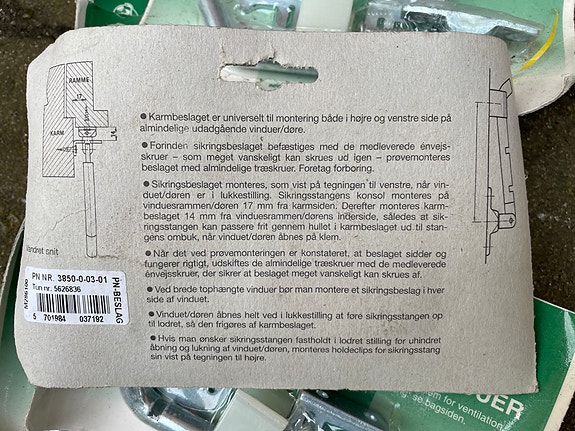 RAMME
17
KARM
Vandret snit
● Karmbeslaget er universelt til montering både i højre og venstre side på
almindelige udadgående vinduer/døre.
● Forinden sikringsbeslaget befæstiges med de medleverede énvejs-
skruer – som meget vanskeligt kan skrues ud igen – prøvemonteres
beslaget med almindelige træskruer. Foretag forboring.
● Sikringsbeslaget monteres, som vist på tegningen til venstre, når vin-
duet/døren er i lukkestilling. Sikringsstangens konsol monteres på
vinduesrammen/døren 17 mm fra karmsiden. Derefter monteres karm-
beslaget 14 mm fra vinduesrammen/dørens inderside, således at sik-
ringsstangen kan passere frit gennem hullet i karmbeslaget ud til stan-
gens ombuk, når vinduet/døren åbnes på klem.
● Når det ved prøvemonteringen er konstateret, at beslaget sidder og
fungerer rigtigt, udskiftes de almindelige træskruer med de medleverede
énvejsskruer, der sikrer at beslaget meget vanskeligt kan skrues af.
● Ved brede tophængte vinduer bør man montere et sikringsbeslag i hver
side af vinduet.
● Vinduet/døren åbnes helt ved i lukkestilling at føre sikringsstangen op
til lodret, så den frigøres af karmbeslaget.
● Hvis man ønsker sikringsstangen fastholdt i lodret stilling for uhindret
åbning og lukning af vinduet/døren, monteres holdeclips for sikringsstang
sin vist på tegningen til højre.
PN NR. 3850-0-03-01
Tun nr. 5626836
PN-BESLAG
5 701984 037192
UER
om for ventilation.
se bagsiden.